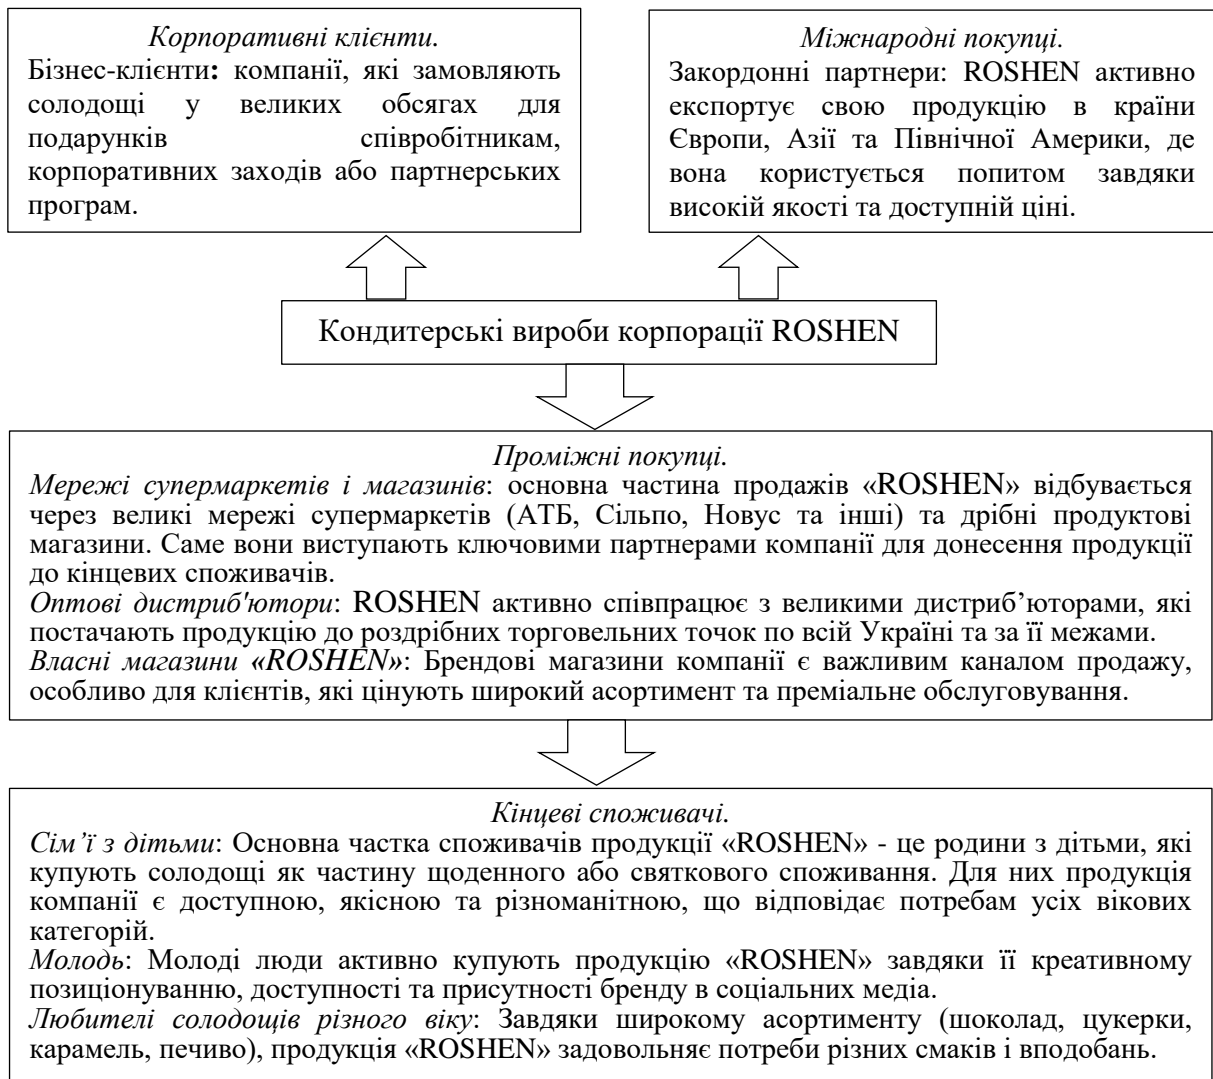 Корпоративні клієнти.
Бізнес-клієнти: компанії, які замовляють
солодощі у великих обсягах для
подарунків співробітникам,
корпоративних заходів або партнерських
програм.
Міжнародні покупці.
Закордонні партнери: ROSHEN активно
експортує свою продукцію в країни
Європи, Азії та Північної Америки, де
вона користується попитом завдяки
високій якості та доступній ціні.
Кондитерські вироби корпорації ROSHEN
Проміжні покупці.
Мережі супермаркетів і магазинів: основна частина продажів «ROSHEN» відбувається
через великі мережі супермаркетів (АТБ, Сільпо, Новус та інші) та дрібні продуктові
магазини. Саме вони виступають ключовими партнерами компанії для донесення продукції
до кінцевих споживачів.
Оптові дистриб'ютори: ROSHEN активно співпрацює з великими дистриб’юторами, які
постачають продукцію до роздрібних торговельних точок по всій Україні та за її межами.
Власні магазини «ROSHEN»: Брендові магазини компанії є важливим каналом продажу,
особливо для клієнтів, які цінують широкий асортимент та преміальне обслуговування.
Кінцеві споживачі.
Сім’ї з дітьми: Основна частка споживачів продукції «ROSHEN» - це родини з дітьми, які
купують солодощі як частину щоденного або святкового споживання. Для них продукція
компанії є доступною, якісною та різноманітною, що відповідає потребам усіх вікових
категорій.
Молодь: Молоді люди активно купують продукцію «ROSHEN» завдяки її креативному
позиціонуванню, доступності та присутності бренду в соціальних медіа.
Любителі солодощів різного віку: Завдяки широкому асортименту (шоколад, цукерки,
карамель, печиво), продукція «ROSHEN» задовольняє потреби різних смаків і вподобань.